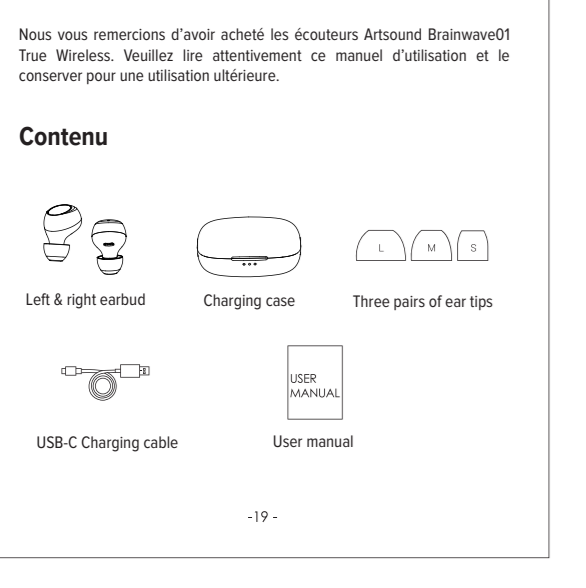 Nous vous remercions d’avoir acheté les écouteurs Artsound Brainwave01
True Wireless. Veuillez lire attentivement ce manuel d’utilisation et le
conserver pour une utilisation ultérieure.
Contenu
L M S
Left & right earbud Charging case Three pairs of ear tips
USER
MANUAL
USB-C Charging cable User manual
-19 -